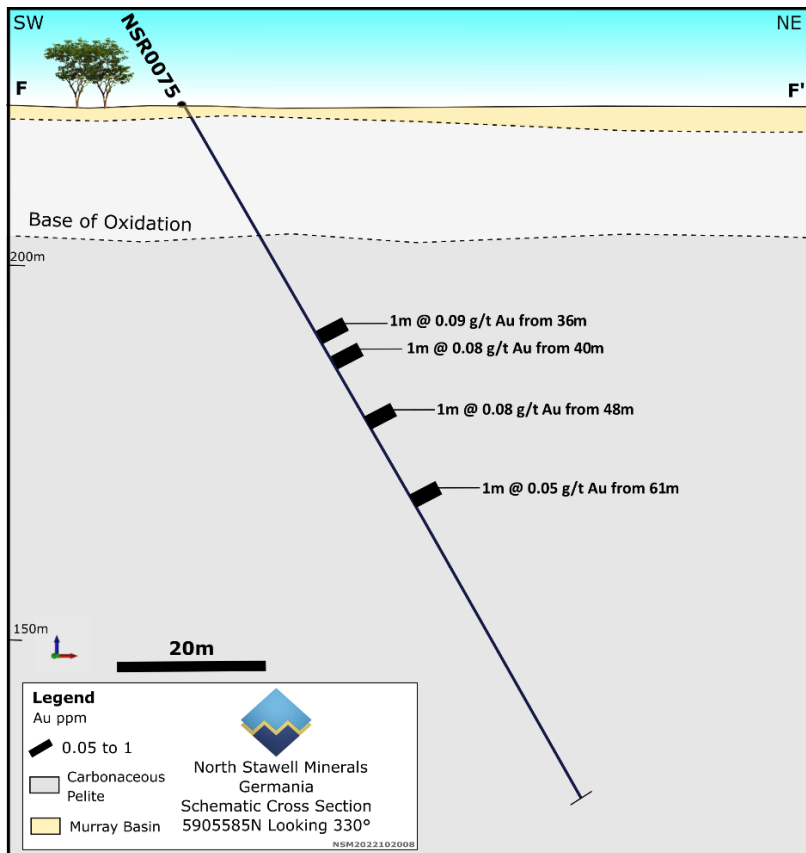 SW
NE
NSR0075
F
F'
Base of Oxidation
200m
1m @ 0.09 g/t Au from 36m
1m @ 0.08 g/t Au from 40m
1m @ 0.08 g/t Au from 48m
1m @ 0.05 g/t Au from 61m
150m
20m
Legend
Au ppm
0.05 to 1
Carbonaceous
Pelite
Murray Basin
North Stawell Minerals
Germania
Schematic Cross Section
5905585N Looking 330°
NSM2022102008